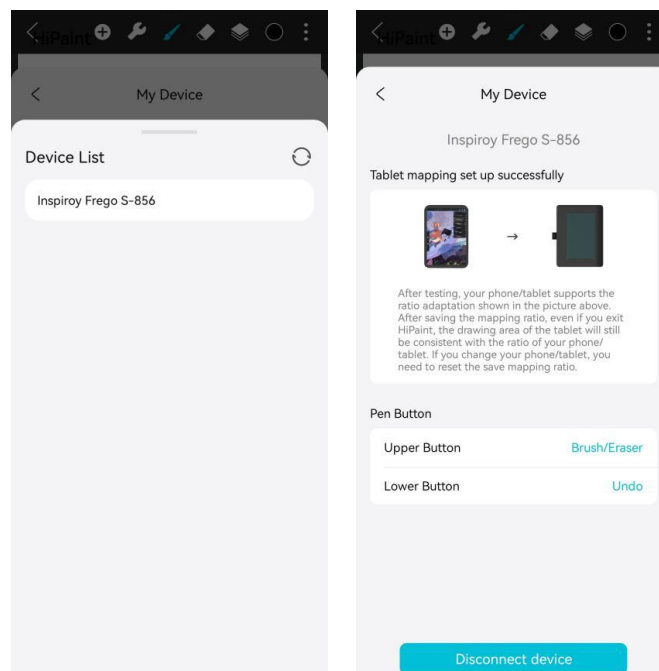 HiPaint
My Device
Device List
Inspiroy Frego S-856
HiPaint
My Device
Inspiroy Frego S-856
Tablet mapping set up successfully
After testing, your phone/tablet supports the
ratio adaptation shown in the picture above.
After saving the mapping ratio, even if you exit
HiPaint, the drawing area of the tablet will still
be consistent with the ratio of your phone/
tablet. If you change your phone/tablet, you
need to reset the save mapping ratio.
Pen Button
Upper Button Brush/Eraser
Lower Button Undo
Disconnect device